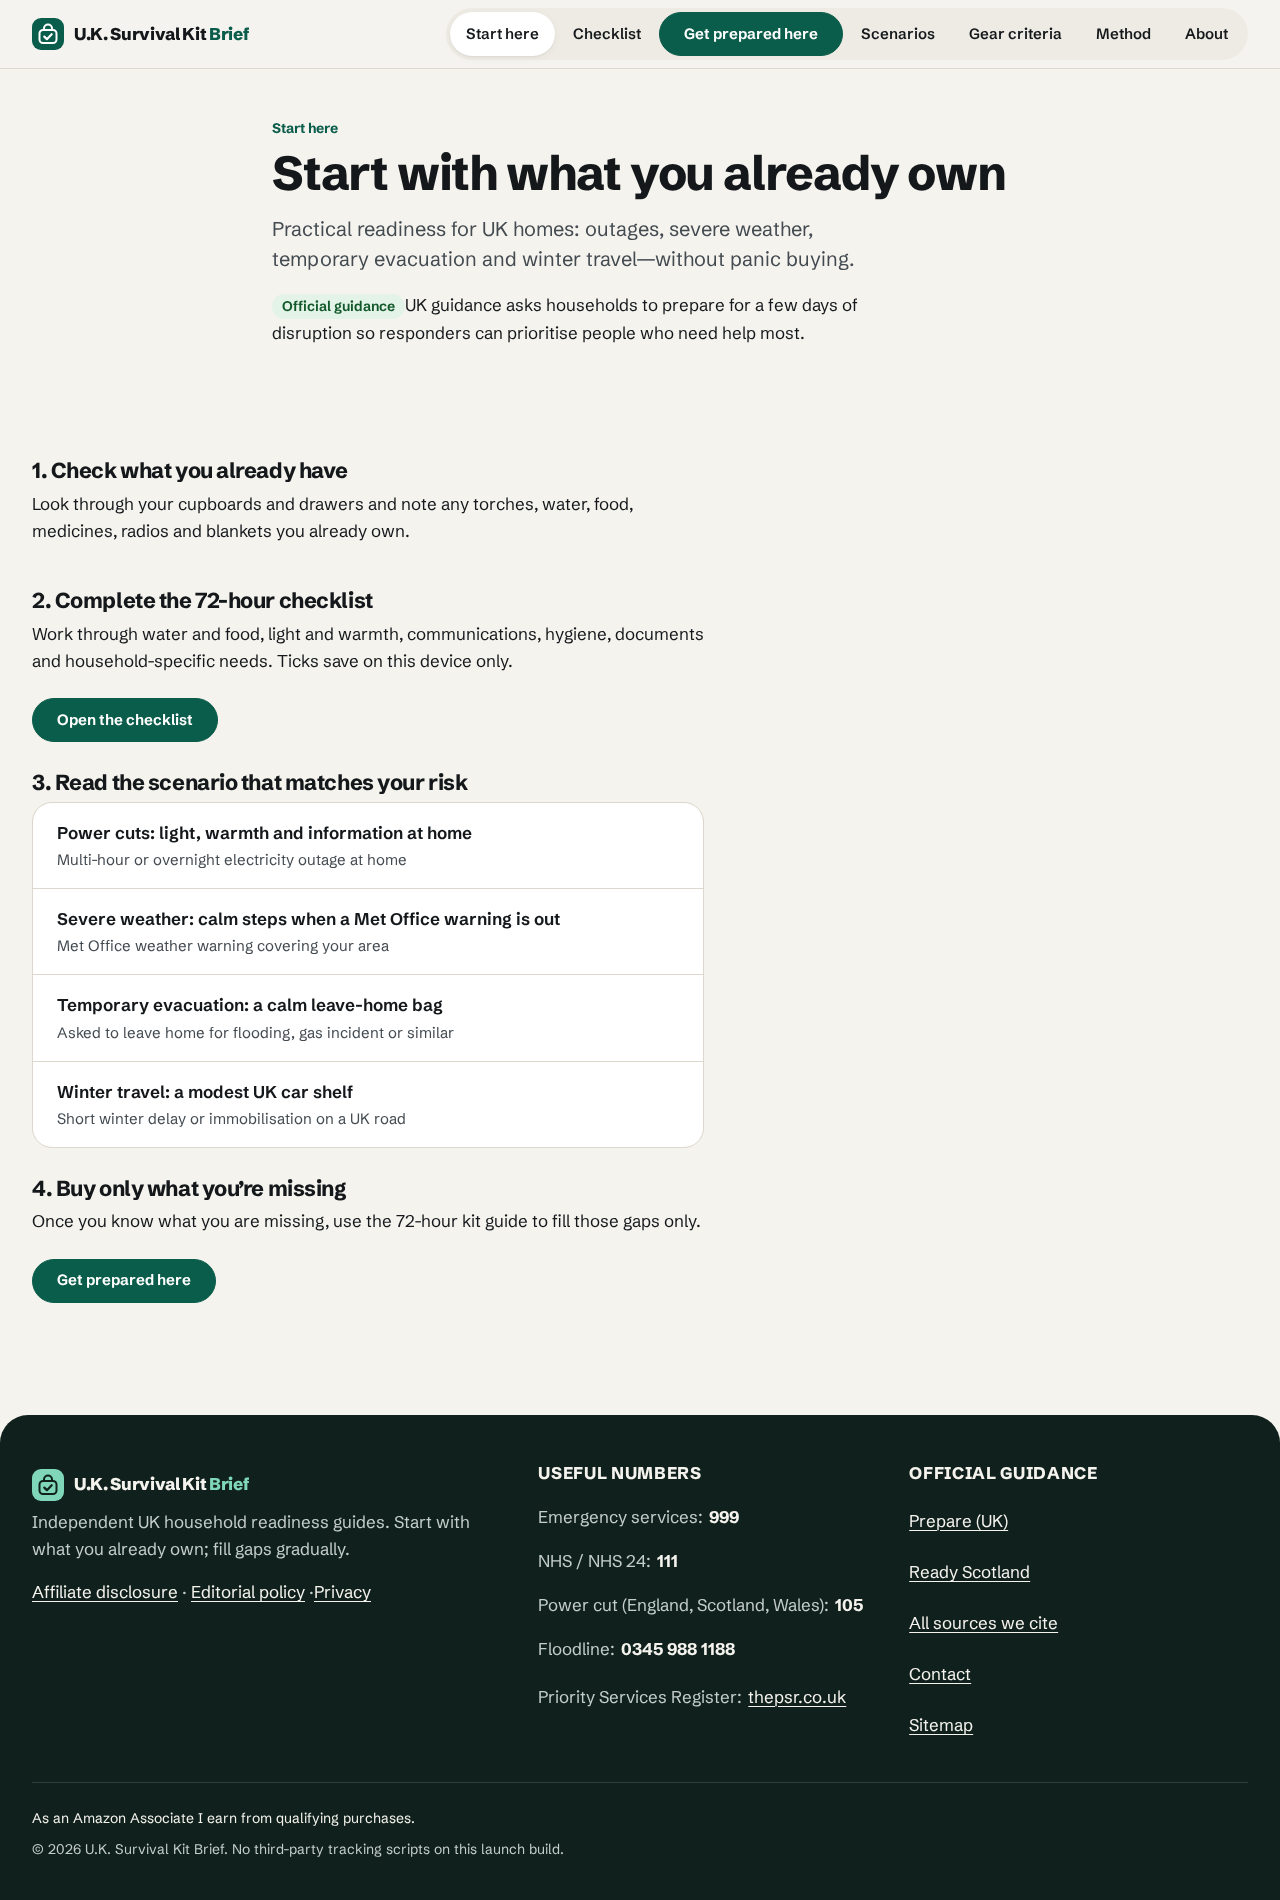 U.K. Survival Kit Brief
Start here
Checklist
Get prepared here
Scenarios
Gear criteria
Method
About
Start here
Start with what you already own
Practical readiness for UK homes: outages, severe weather,
temporary evacuation and winter travel—without panic buying.
Official guidance UK guidance asks households to prepare for a few days of
disruption so responders can prioritise people who need help most.
1. Check what you already have
Look through your cupboards and drawers and note any torches, water, food,
medicines, radios and blankets you already own.
2. Complete the 72-hour checklist
Work through water and food, light and warmth, communications, hygiene, documents
and household-specific needs. Ticks save on this device only.
Open the checklist
3. Read the scenario that matches your risk
Power cuts: light, warmth and information at home
Multi-hour or overnight electricity outage at home
Severe weather: calm steps when a Met Office warning is out
Met Office weather warning covering your area
Temporary evacuation: a calm leave-home bag
Asked to leave home for flooding, gas incident or similar
Winter travel: a modest UK car shelf
Short winter delay or immobilisation on a UK road
4. Buy only what you’re missing
Once you know what you are missing, use the 72-hour kit guide to fill those gaps only.
Get prepared here
U.K. Survival Kit Brief
Independent UK household readiness guides. Start with
what you already own; fill gaps gradually.
Affiliate disclosure · Editorial policy ·Privacy
USEFUL NUMBERS
Emergency services: 999
NHS / NHS 24: 111
Power cut (England, Scotland, Wales): 105
Floodline: 0345 988 1188
Priority Services Register: thepsr.co.uk
OFFICIAL GUIDANCE
Prepare (UK)
Ready Scotland
All sources we cite
Contact
Sitemap
As an Amazon Associate I earn from qualifying purchases.
© 2026 U.K. Survival Kit Brief. No third-party tracking scripts on this launch build.